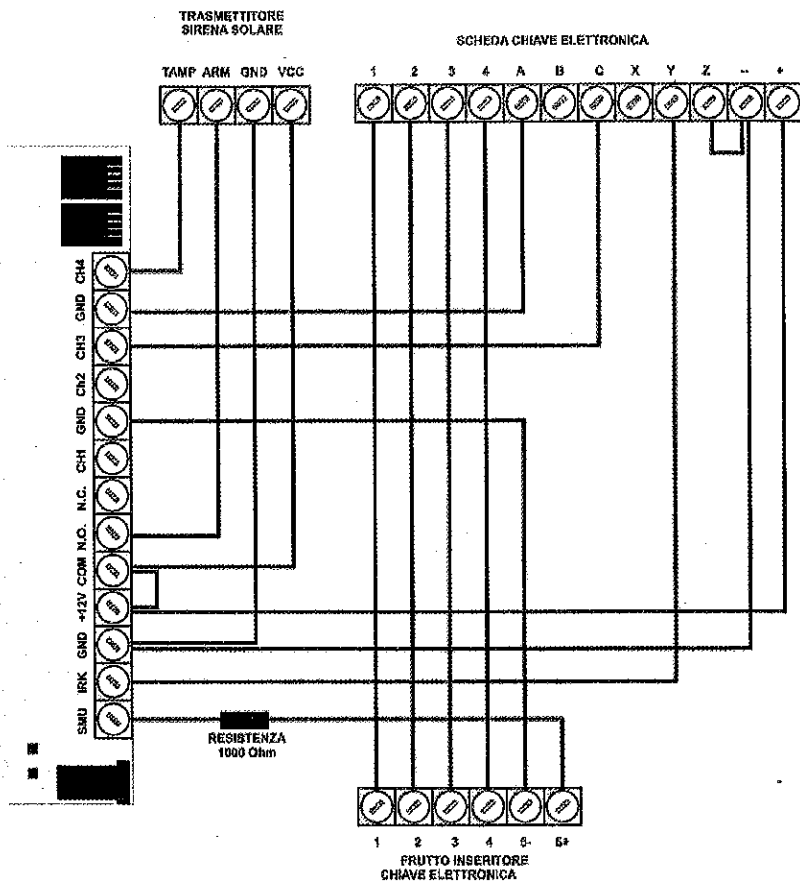 TRASMETTITORE
SIRENA SOLARE
SCHEDA CHIAVE ELETTRONICA
TAMP ARM GND VCC
1 2 3 4 A B C X Y Z - +
CH4
GND
CH3
Ch2
GND
CH1
N.C.
N.O.
COM
+12V
GND
IRK
SMU
RESISTENZA
1000 Ohm
1 2 3 4 5- 5+
FRUTTO INSERITORE
CHIAVE ELETTRONICA